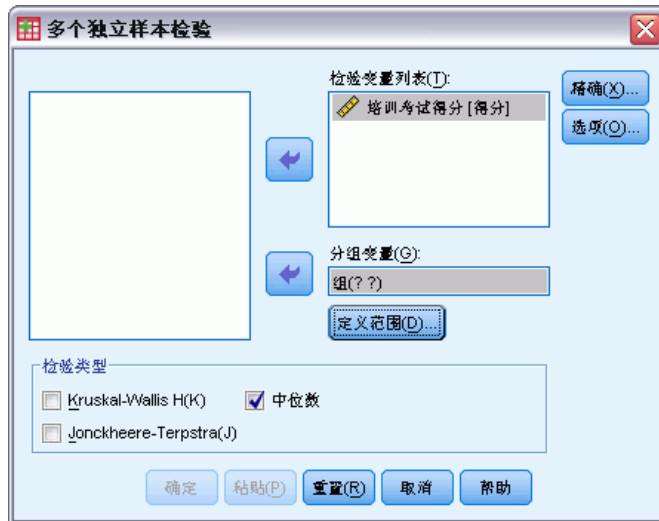 多个独立样本检验
检验变量列表(T):
培训考试得分 [得分]
精确(X)...
选项(O)...
分组变量(G):
组(? ?)
定义范围(D)...
检验类型
Kruskal-Wallis H(K)
中位数
Jonckheere-Terpstra(J)
确定
粘贴(P)
重置(R)
取消
帮助